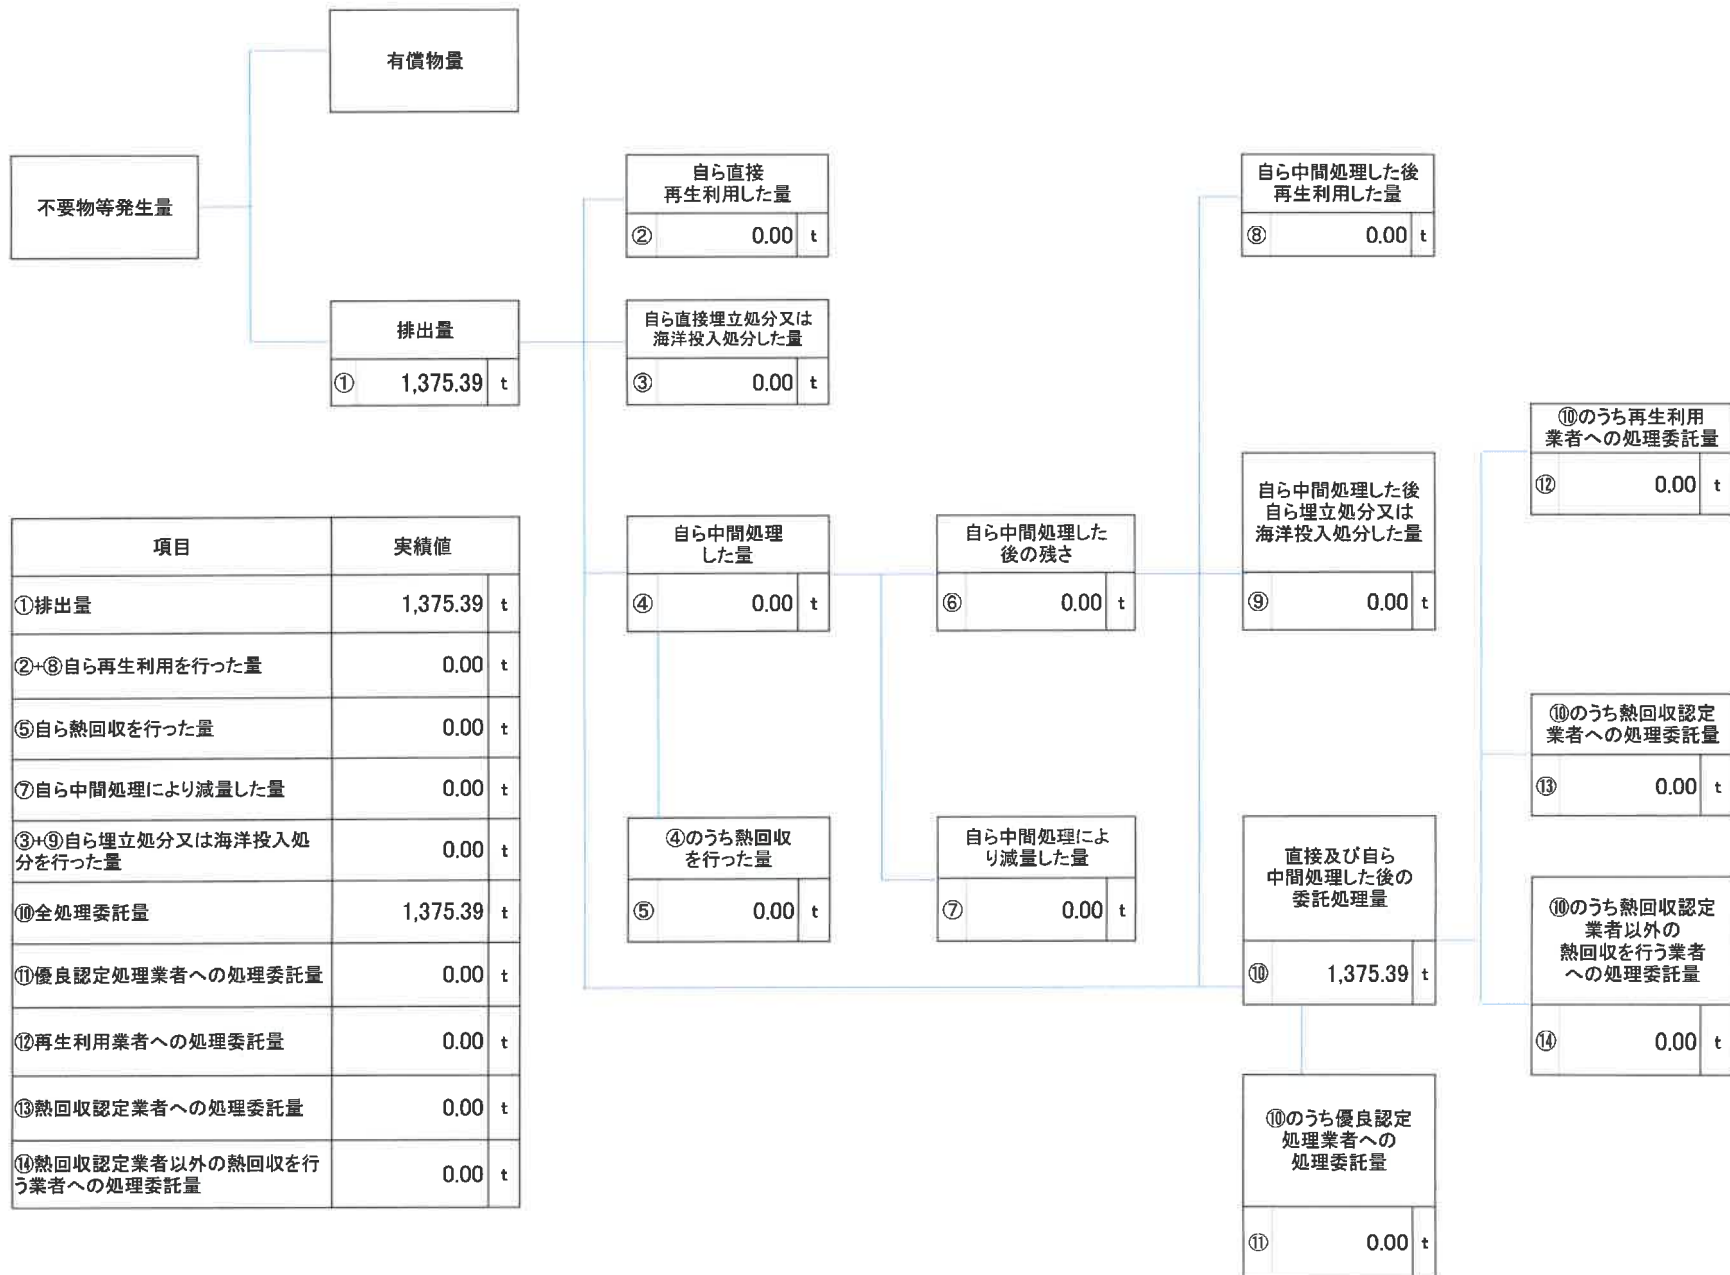 有償物量
不要物等発生量
排出量
① 1,375.39 t
自ら直接
再生利用した量
② 0.00 t
自ら直接埋立処分又は
海洋投入処分した量
③ 0.00 t
自ら中間処理
した量
④ 0.00 t
④のうち熱回収
を行った量
⑤ 0.00 t
自ら中間処理した
後の残さ
⑥ 0.00 t
自ら中間処理によ
り減量した量
⑦ 0.00 t
自ら中間処理した後
再生利用した量
⑧ 0.00 t
自ら中間処理した後
自ら埋立処分又は
海洋投入処分した量
⑨ 0.00 t
直接及び自ら
中間処理した後の
委託処理量
⑩ 1,375.39 t
⑩のうち優良認定
処理業者への
処理委託量
⑪ 0.00 t
⑩のうち再生利用
業者への処理委託量
⑫ 0.00 t
⑩のうち熱回収認定
業者への処理委託量
⑬ 0.00 t
⑩のうち熱回収認定
業者以外の
熱回収を行う業者
への処理委託量
⑭ 0.00 t
項目 実績値
①排出量 1,375.39 t
②+⑧自ら再生利用を行った量 0.00 t
⑤自ら熱回収を行った量 0.00 t
⑦自ら中間処理により減量した量 0.00 t
③+⑨自ら埋立処分又は海洋投入処
分を行った量 0.00 t
⑩全処理委託量 1,375.39 t
⑪優良認定処理業者への処理委託量 0.00 t
⑫再生利用業者への処理委託量 0.00 t
⑬熱回収認定業者への処理委託量 0.00 t
⑭熱回収認定業者以外の熱回収を行
う業者への処理委託量 0.00 t